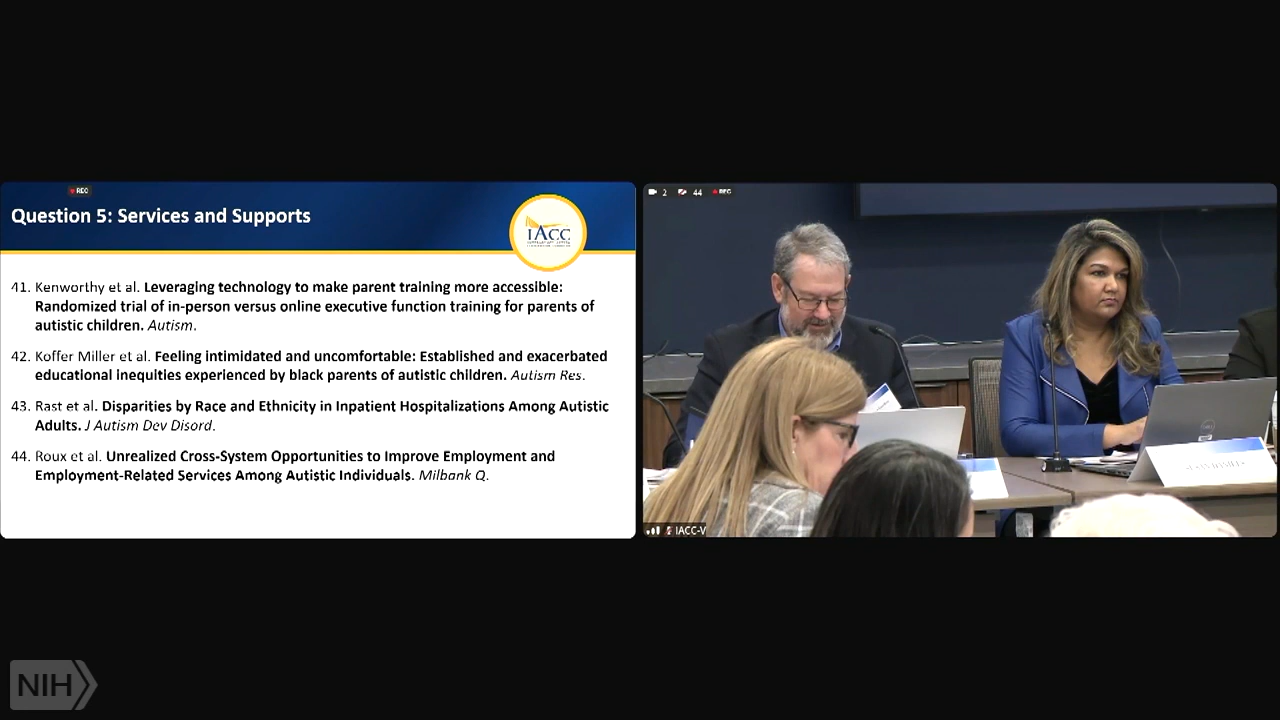 REC
Question 5: Services and Supports
IACC
41. Kenworthy et al. Leveraging technology to make parent training more accessible:
Randomized trial of in-person versus online executive function training for parents of
autistic children. Autism.
42. Koffer Miller et al. Feeling intimidated and uncomfortable: Established and exacerbated
educational inequities experienced by black parents of autistic children. Autism Res.
43. Rast et al. Disparities by Race and Ethnicity in Inpatient Hospitalizations Among Autistic
Adults. J Autism Dev Disord.
44. Roux et al. Unrealized Cross-System Opportunities to Improve Employment and
Employment-Related Services Among Autistic Individuals. Milbank Q.
2 44 REC
IACC-V
NIH